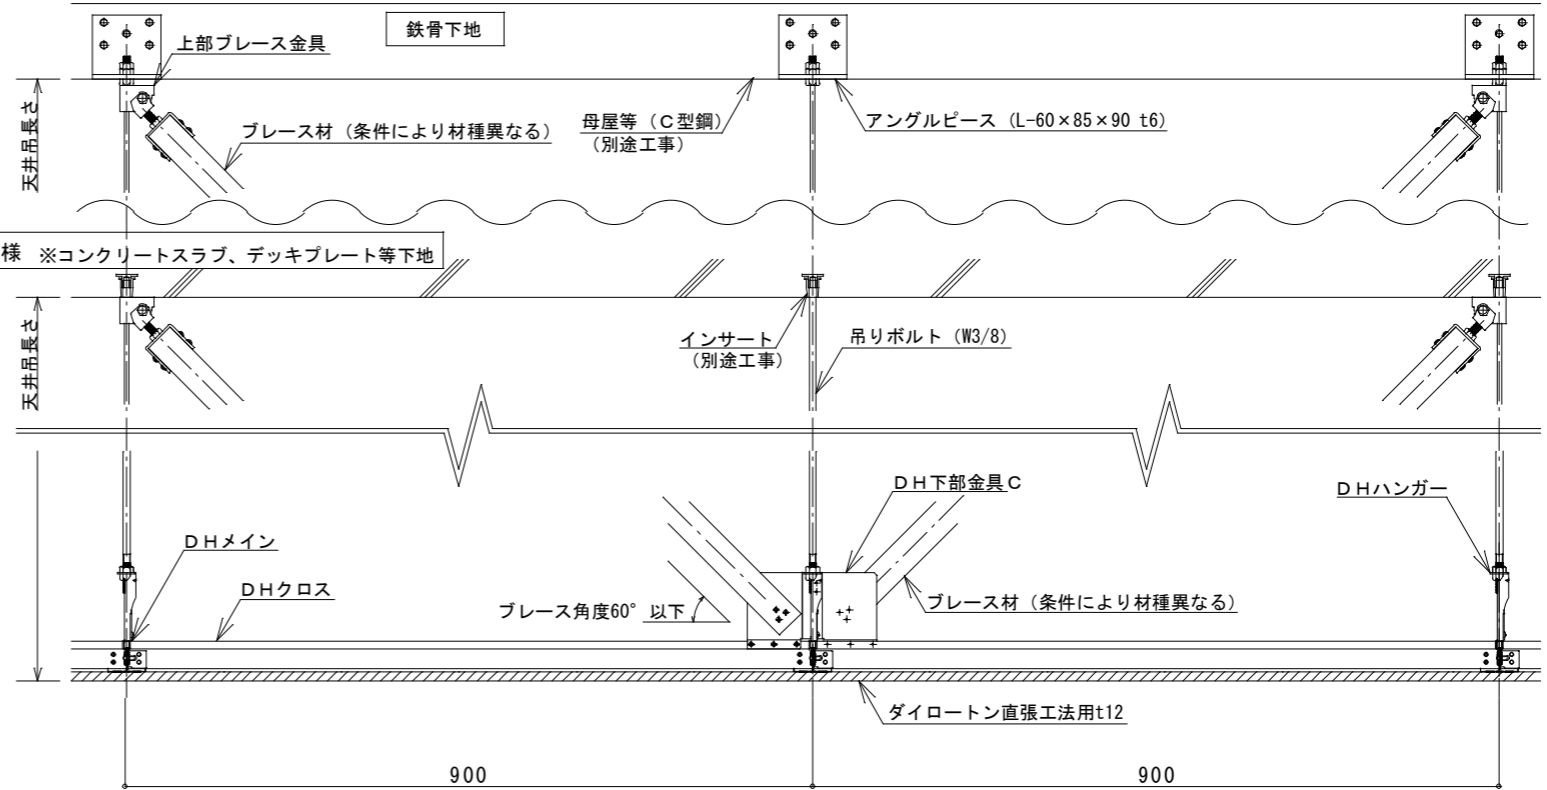 鉄骨下地
上部ブレース金具
天井吊長さ
ブレース材（条件により材種異なる）
母屋等（Ｃ型鋼）
（別途工事）
アングルピース（L-60×85×90 t6）
様 ※コンクリートスラブ、デッキプレート等下地
天井吊長さ
インサート
（別途工事）
吊りボルト（W3/8）
ＤＨ下部金具Ｃ
ＤＨハンガー
ＤＨメイン
ＤＨクロス
ブレース角度60°以下
ブレース材（条件により材種異なる）
ダイロートン直張工法用t12
900
900